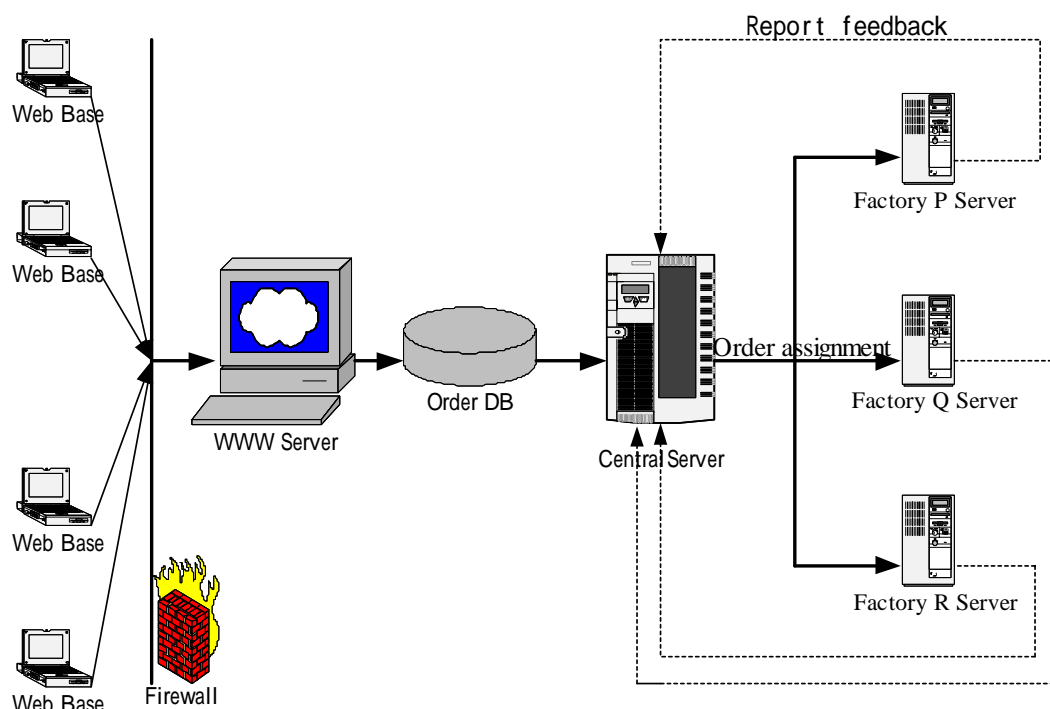 Report feedback
Web Base
Factory P Server
Web Base
Order assignment
Order DB
Factory Q Server
WWW Server
Central Server
Web Base
Factory R Server
Firewall
Web Base